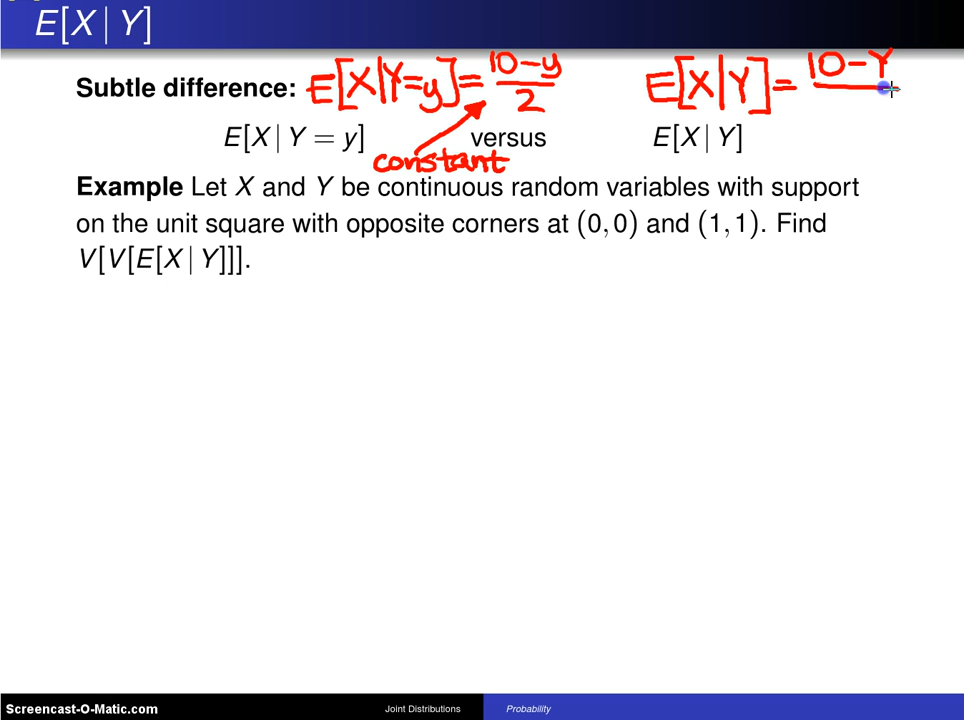 E[X | Y]
Subtle difference: E[X|Y=y] = 10-y/2 E[X|Y] = 10-Y
E[X | Y = y] versus E[X | Y]
constant
Example Let X and Y be continuous random variables with support
on the unit square with opposite corners at (0,0) and (1,1). Find
V[V[E[X | Y]]].
Screencast-O-Matic.com Joint Distributions Probability